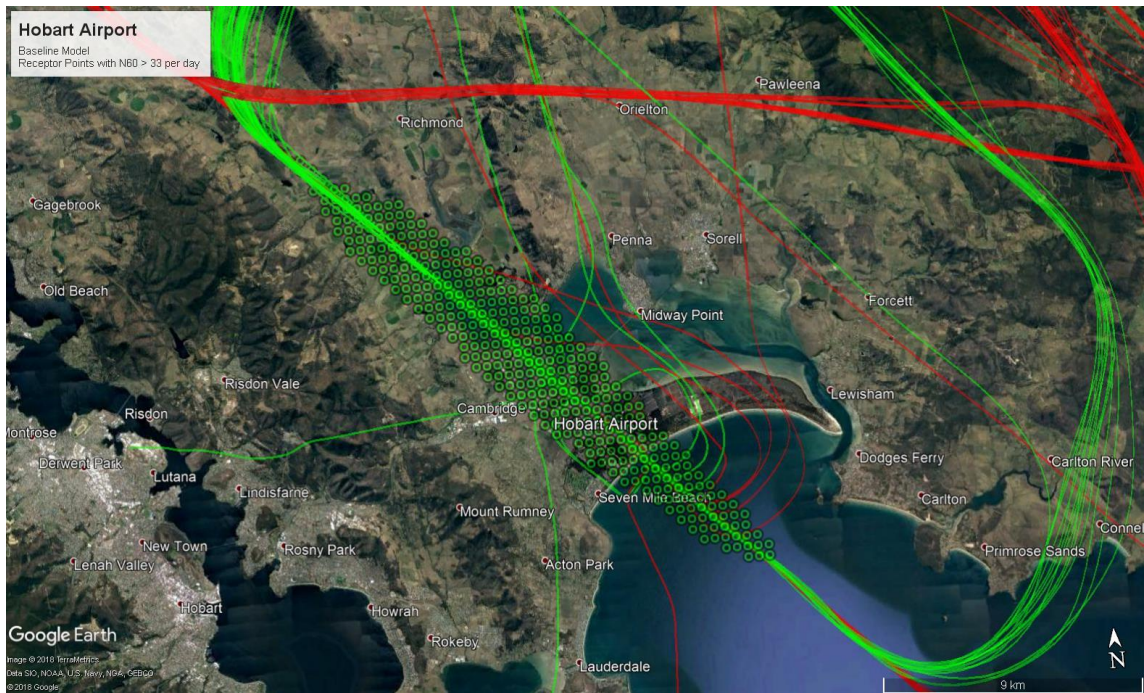 Hobart Airport
Baseline Model
Receptor Points with N60 > 33 per day
Pawleena
Orielton
Richmond
Gagebrook
Penna
Sorell
Old Beach
Forcett
Midway Point
Risdon Vale
Lewisham
Cambridge
Risdon
Hobart Airport
Montrose
Derwent Park
Dodges Ferry
Carlton River
Lutana
Lindisfarne
Seven Mile Beach
Carlton
Mount Rumney
Connel
New Town
Rosny Park
Primrose Sands
Lenah Valley
Acton Park
Hobart
Howrah
Google Earth
Rokeby
N
Image © 2018 TerraMetrics
Lauderdale
Data SIO, NOAA, U.S. Navy, NGA, GEBCO
© 2018 Google
9 km